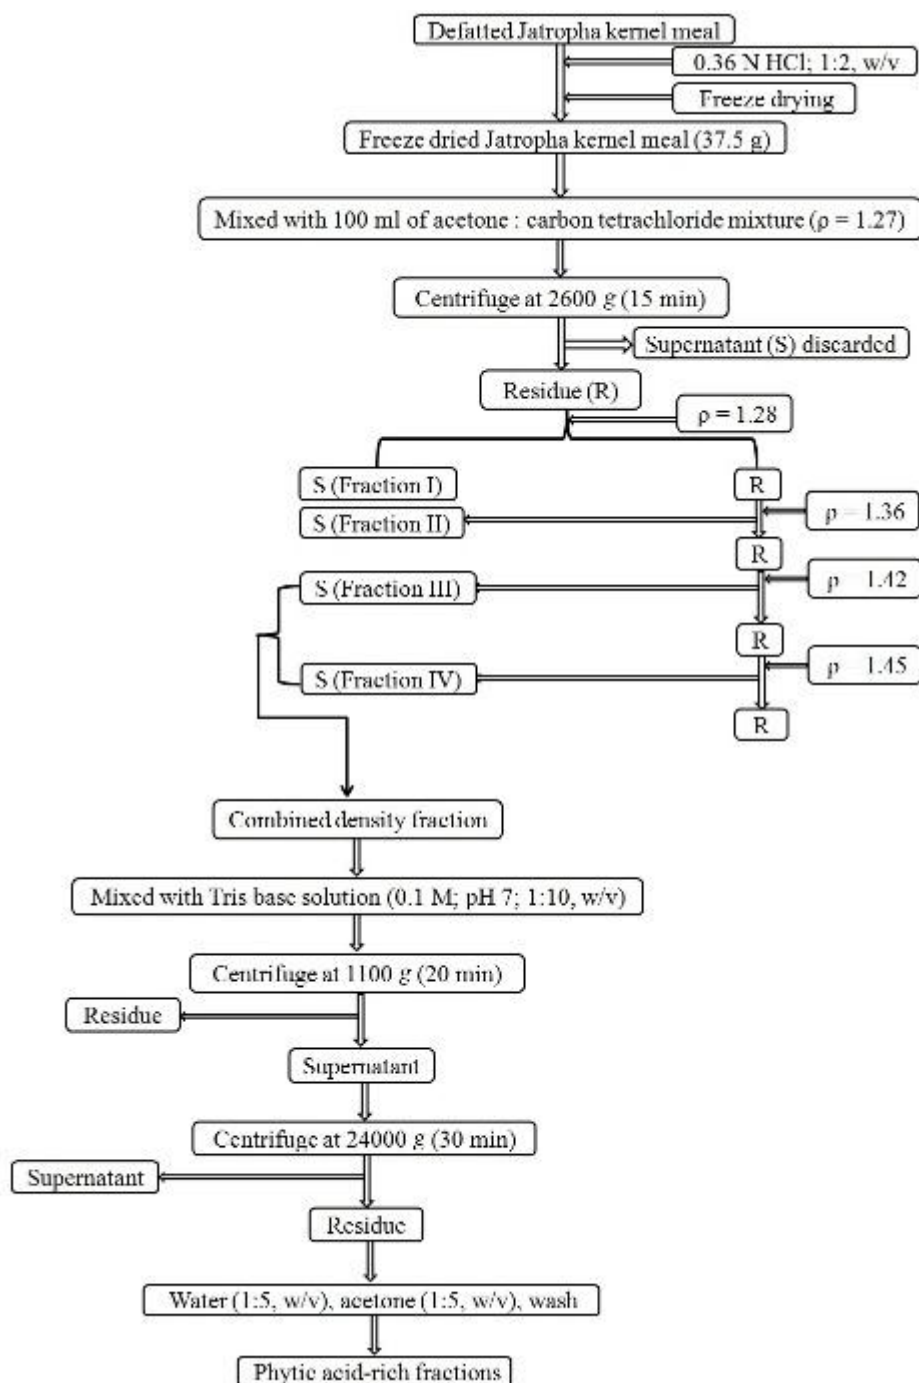 Defatted Jatropha kernel meal
0.36 N HCl; 1:2, w/v
Freeze drying
Freeze dried Jatropha kernel meal (37.5 g)
Mixed with 100 ml of acetone : carbon tetrachloride mixture (ρ = 1.27)
Centrifuge at 2600 g (15 min)
Supernatant (S) discarded
Residue (R)
ρ = 1.28
S (Fraction I)
R
S (Fraction II)
ρ = 1.36
R
S (Fraction III)
ρ = 1.42
R
S (Fraction IV)
ρ = 1.45
R
Combined density fraction
Mixed with Tris base solution (0.1 M; pH 7; 1:10, w/v)
Centrifuge at 1100 g (20 min)
Residue
Supernatant
Centrifuge at 24000 g (30 min)
Supernatant
Residue
Water (1:5, w/v), acetone (1:5, w/v), wash
Phytic acid-rich fractions